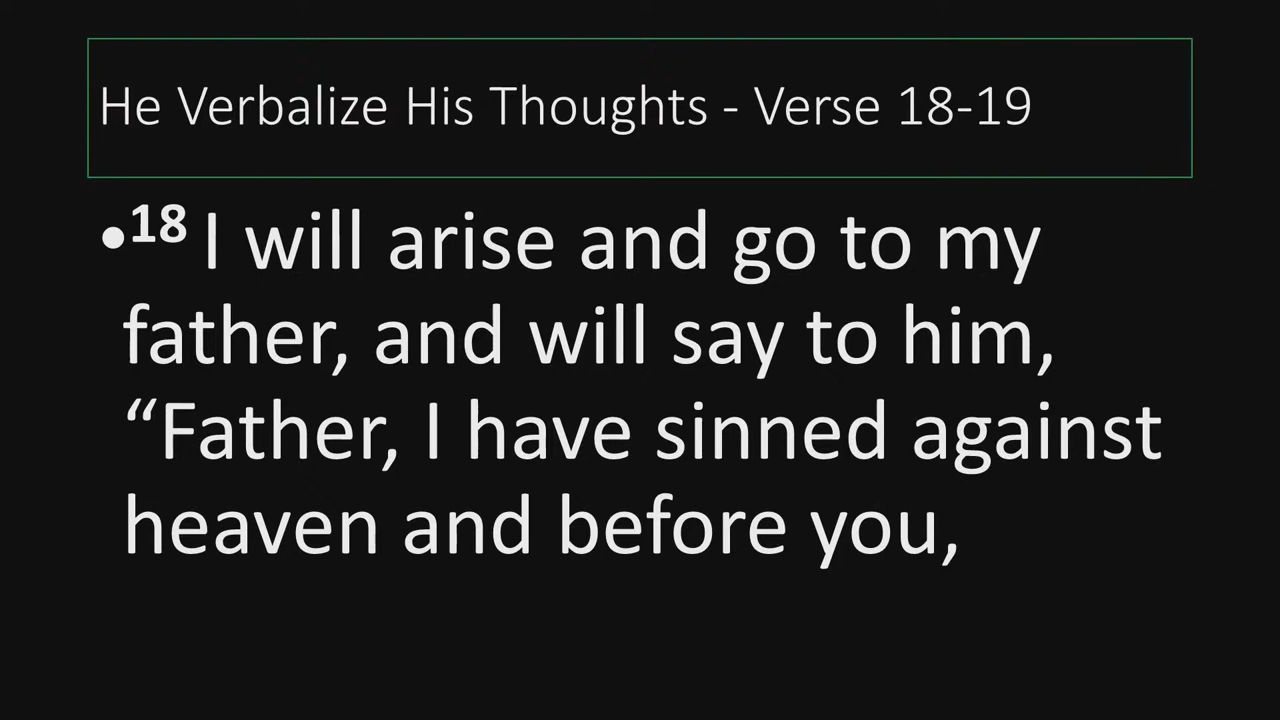 He Verbalize His Thoughts - Verse 18-19
•18 I will arise and go to my
father, and will say to him,
“Father, I have sinned against
heaven and before you,